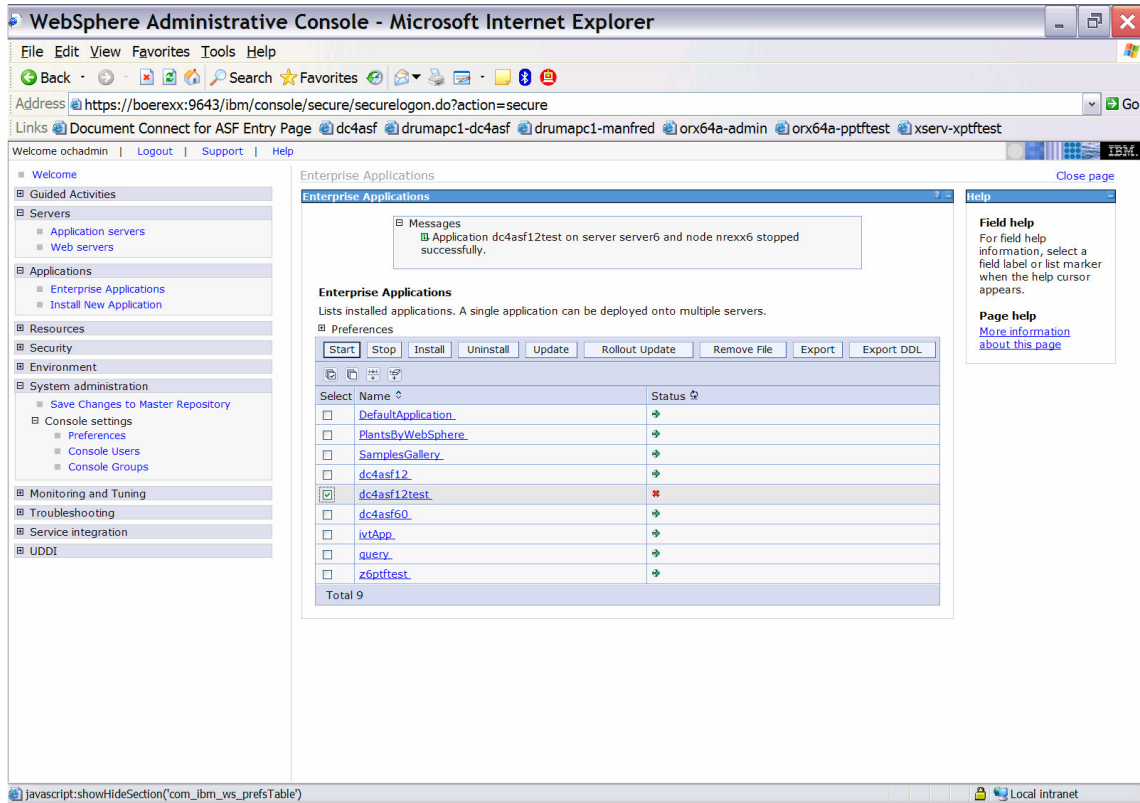 WebSphere Administrative Console - Microsoft Internet Explorer
File Edit View Favorites Tools Help
Back Search Favorites
Address https://boerexx:9643/ibm/console/secure/securelogon.do?action=secure Go
Links Document Connect for ASF Entry Page dc4asf drumapc1-dc4asf drumapc1-manfred orx64a-admin orx64a-pptftest xserv-xptftest
Welcome ochadmin | Logout | Support | Help IBM.
Welcome
Guided Activities
Servers
Application servers
Web servers
Applications
Enterprise Applications
Install New Application
Resources
Security
Environment
System administration
Save Changes to Master Repository
Console settings
Preferences
Console Users
Console Groups
Monitoring and Tuning
Troubleshooting
Service integration
UDDI
Enterprise Applications Close page
Enterprise Applications ? -
Messages
Application dc4asf12test on server server6 and node nrexx6 stopped
successfully.
Enterprise Applications
Lists installed applications. A single application can be deployed onto multiple servers.
Preferences
Start Stop Install Uninstall Update Rollout Update Remove File Export Export DDL
Select Name Status
DefaultApplication
PlantsByWebSphere
SamplesGallery
dc4asf12
dc4asf12test
dc4asf60
ivtApp
query
z6ptftest
Total 9
Help -
Field help
For field help
information, select a
field label or list marker
when the help cursor
appears.
Page help
More information
about this page
javascript:showHideSection('com_ibm_ws_prefsTable') Local intranet